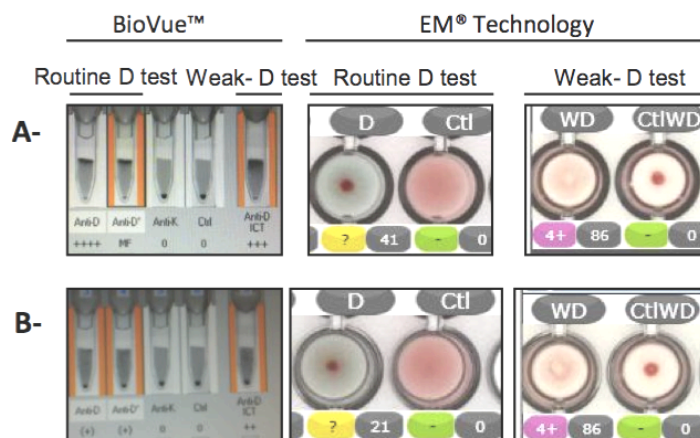 BioVue™ EM® Technology
Routine D test Weak- D test Routine D test Weak- D test
A-
D Ctl WD CtlWD
Anti-D Anti-D* Anti-K Ctrl Anti-D ICT
++++ MF 0 0 +++
? 41 - 0 4+ 86 - 0
B-
D Ctl WD CtlWD
Anti-D Anti-D* Anti-K Ctrl Anti-D ICT
(+) (+) 0 0 ++
? 21 - 0 4+ 86 - 0